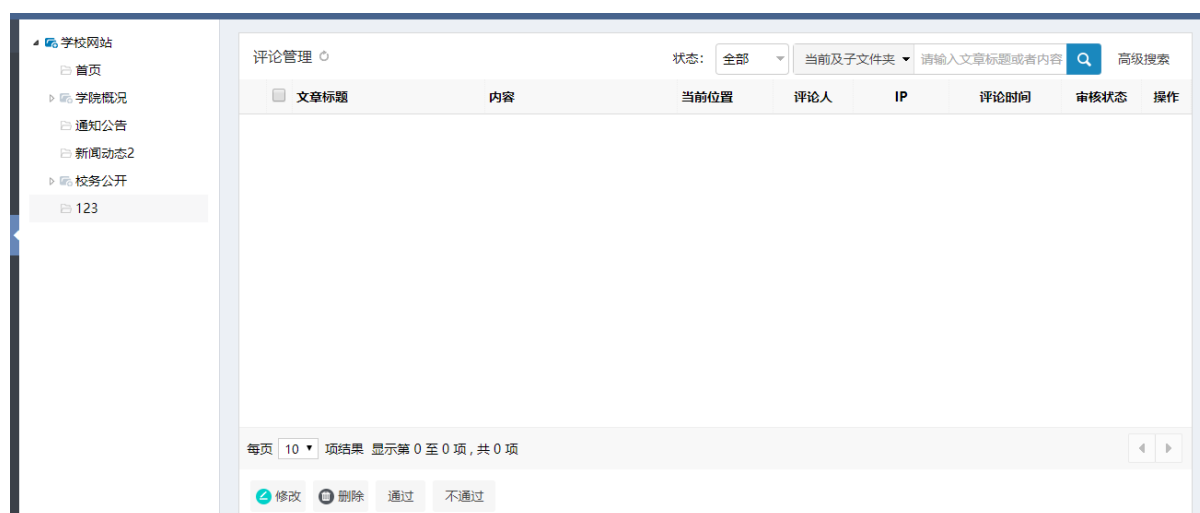 学校网站
首页
学院概况
通知公告
新闻动态2
校务公开
123
评论管理 状态： 全部 当前及子文件夹 请输入文章标题或者内容 高级搜索
文章标题 内容 当前位置 评论人 IP 评论时间 审核状态 操作
每页 10 项结果 显示第 0 至 0 项 , 共 0 项
修改 删除 通过 不通过